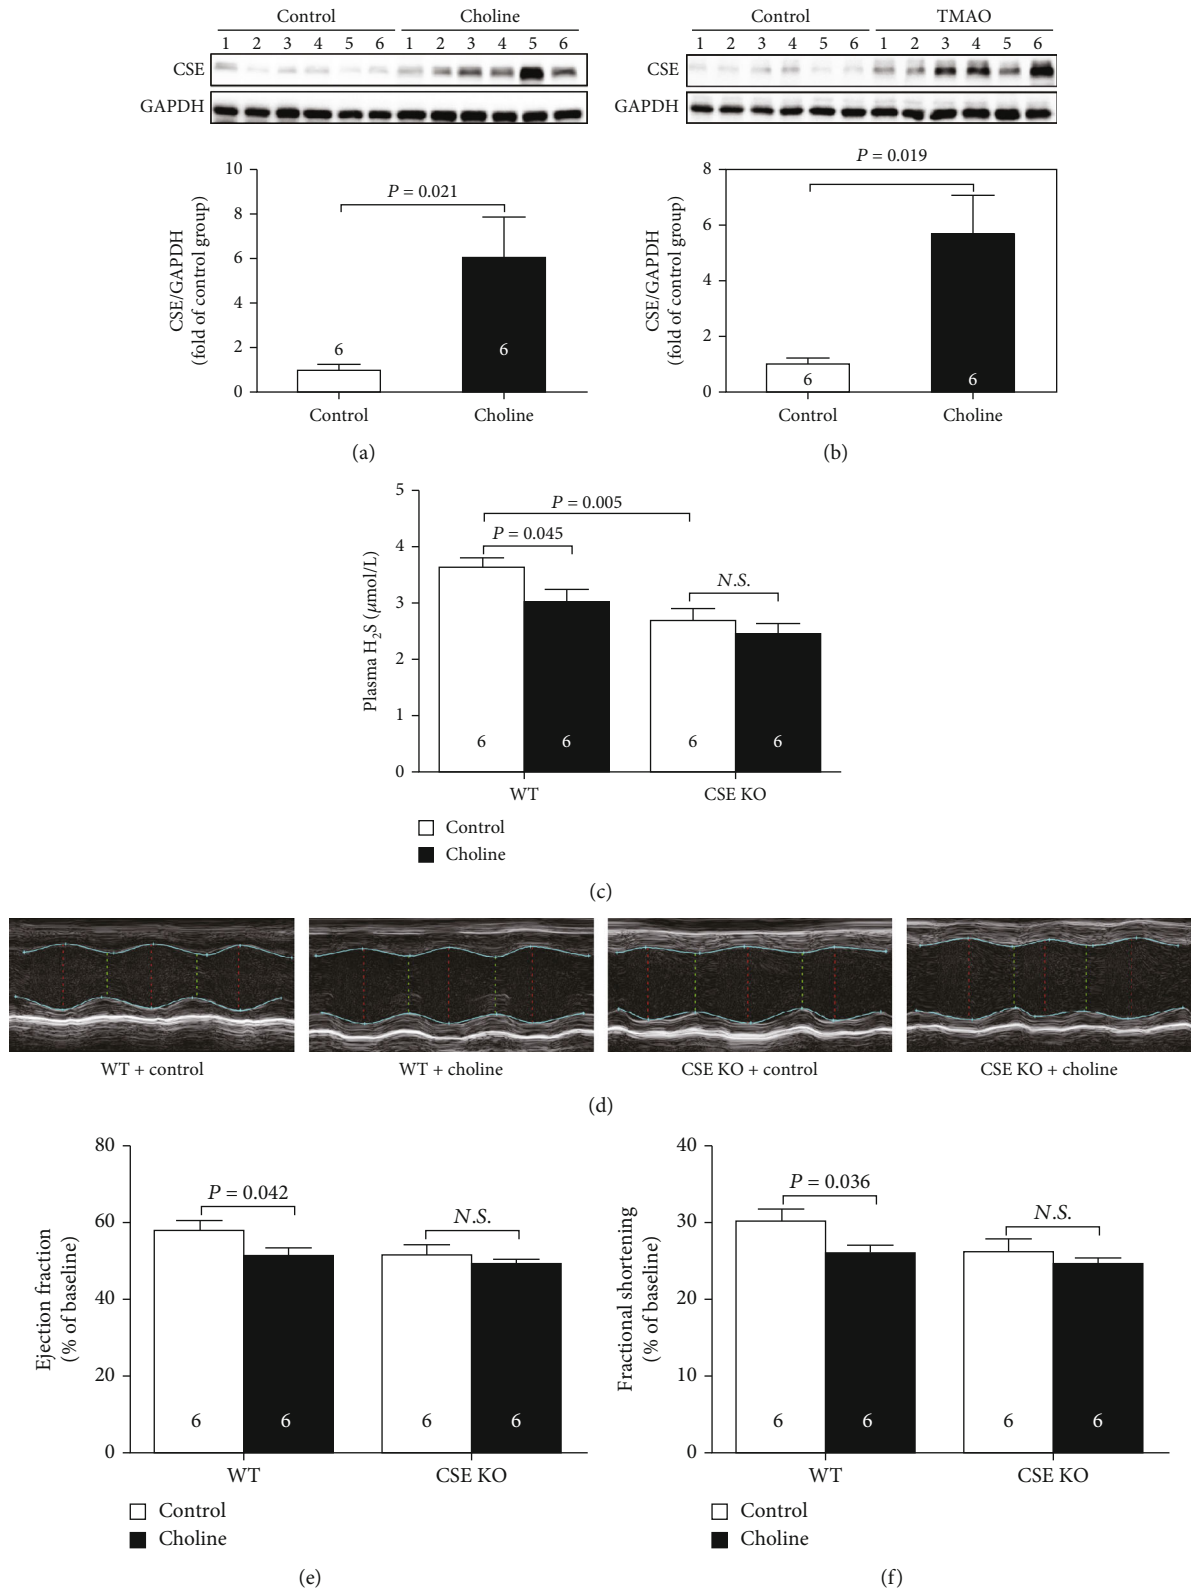 Control Choline
1 2 3 4 5 6 1 2 3 4 5 6
CSE
GAPDH
10
8
6
4
2
0
CSE/GAPDH
(fold of control group)
P = 0.021
6
6
Control Choline
(a)
Control TMAO
1 2 3 4 5 6 1 2 3 4 5 6
CSE
GAPDH
P = 0.019
8
6
4
2
0
CSE/GAPDH
(fold of control group)
6
6
Control Choline
(b)
5
4
3
2
1
0
Plasma H₂S (μmol/L)
P = 0.005
P = 0.045
N.S.
6 6 6 6
WT CSE KO
Control
Choline
(c)
WT + control WT + choline CSE KO + control CSE KO + choline
(d)
80
60
40
20
0
Ejection fraction
(% of baseline)
P = 0.042
N.S.
6 6 6 6
WT CSE KO
Control
Choline
(e)
40
30
20
10
0
Fractional shortening
(% of baseline)
P = 0.036
N.S.
6 6 6 6
WT CSE KO
Control
Choline
(f)